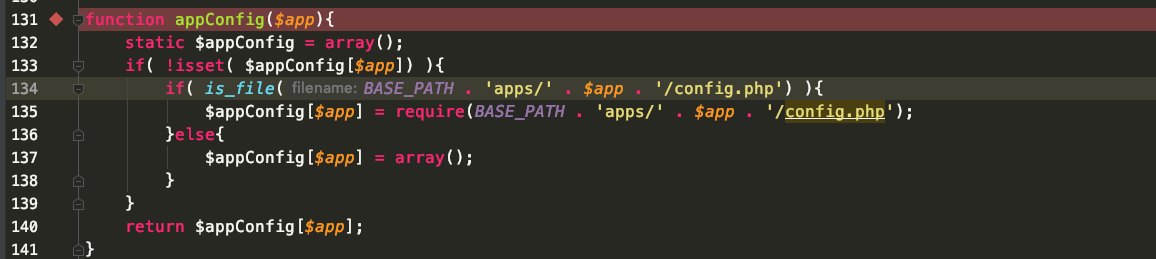 131 function appConfig($app){
132     static $appConfig = array();
133     if( !isset( $appConfig[$app]) ){
134         if( is_file( filename: BASE_PATH . 'apps/' . $app . '/config.php') ){
135             $appConfig[$app] = require(BASE_PATH . 'apps/' . $app . '/config.php');
136         }else{
137             $appConfig[$app] = array();
138         }
139     }
140     return $appConfig[$app];
141 }